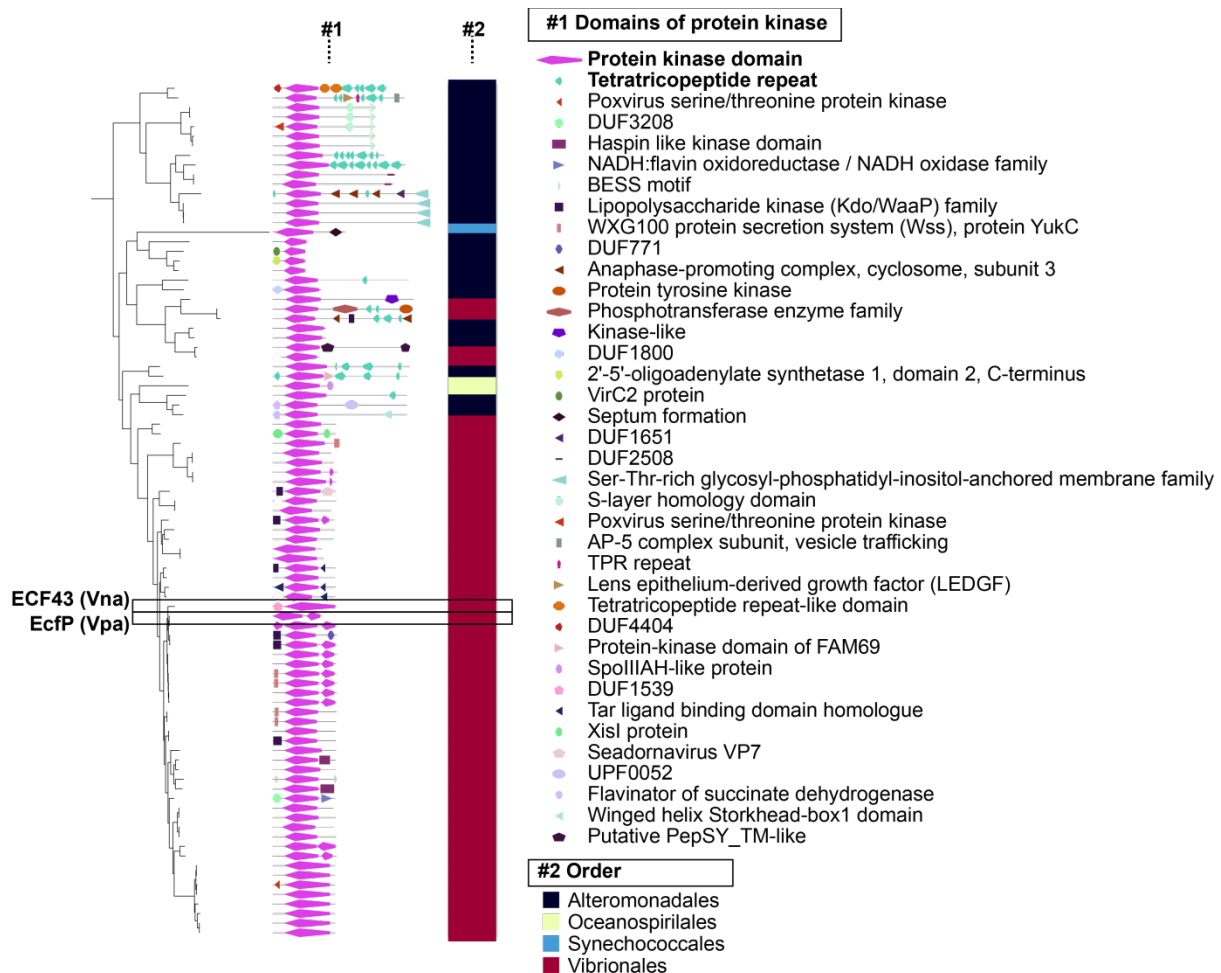 #1
#2
ECF43 (Vna)
EcfP (Vpa)
#1 Domains of protein kinase
Protein kinase domain
Tetratricopeptide repeat
Poxvirus serine/threonine protein kinase
DUF3208
Haspin like kinase domain
NADH:flavin oxidoreductase / NADH oxidase family
BESS motif
Lipopolysaccharide kinase (Kdo/WaaP) family
WXG100 protein secretion system (Wss), protein YukC
DUF771
Anaphase-promoting complex, cyclosome, subunit 3
Protein tyrosine kinase
Phosphotransferase enzyme family
Kinase-like
DUF1800
2'-5'-oligoadenylate synthetase 1, domain 2, C-terminus
VirC2 protein
Septum formation
DUF1651
DUF2508
Ser-Thr-rich glycosyl-phosphatidyl-inositol-anchored membrane family
S-layer homology domain
Poxvirus serine/threonine protein kinase
AP-5 complex subunit, vesicle trafficking
TPR repeat
Lens epithelium-derived growth factor (LEDGF)
Tetratricopeptide repeat-like domain
DUF4404
Protein-kinase domain of FAM69
SpoIIIAH-like protein
DUF1539
Tar ligand binding domain homologue
XisI protein
Seadornavirus VP7
UPF0052
Flavinator of succinate dehydrogenase
Winged helix Storkhead-box1 domain
Putative PepSY_TM-like
#2 Order
Alteromonadales
Oceanospirilales
Synechococcales
Vibrionales